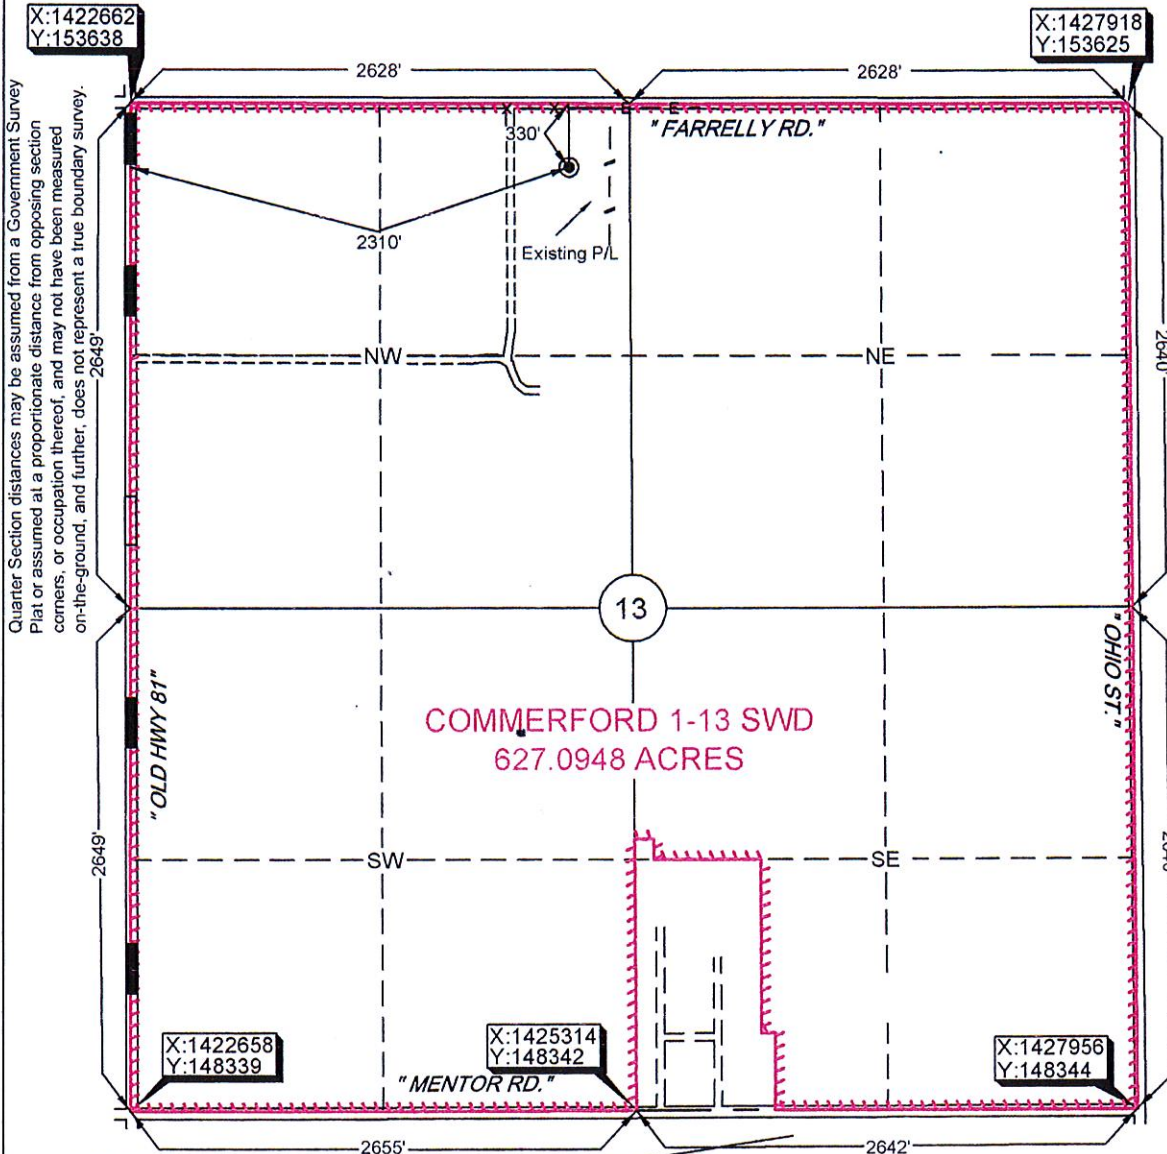 X:1422662
Y:153638
X:1427918
Y:153625
2628'
2628'
"FARRELLY RD."
330'
2310'
Existing P/L
X X E E
Quarter Section distances may be assumed from a Government Survey
Plat or assumed at a proportionate distance from opposing section
corners, or occupation thereof, and may not have been measured
on-the-ground, and further, does not represent a true boundary survey.
2649'
2640'
NW
NE
13
"OLD HWY 81"
"OHIO ST."
COMMERFORD 1-13 SWD
627.0948 ACRES
2649'
SW
SE
X:1422658
Y:148339
X:1425314
Y:148342
X:1427956
Y:148344
"MENTOR RD."
2655'
2642'